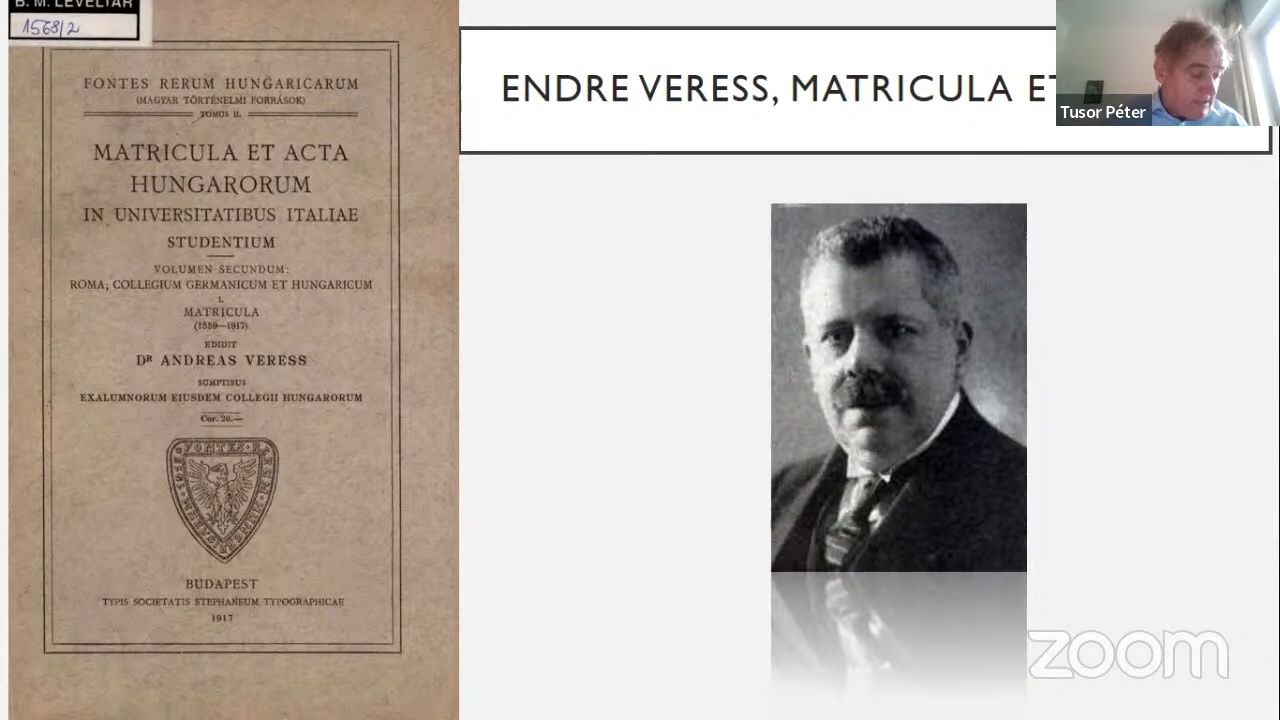 B. M. LEVÉLTÁR
1568/2
FONTES RERUM HUNGARICARUM
(MAGYAR TÖRTÉNELMI FORRÁSOK)
TOMUS II.
MATRICULA ET ACTA
HUNGARORUM
IN UNIVERSITATIBUS ITALIAE
STUDENTIUM
VOLUMEN SECUNDUM:
ROMA; COLLEGIUM GERMANICUM ET HUNGARICUM
I.
MATRICULA
(1559—1917)
EDIDIT
DR ANDREAS VERESS
SUMPTIBUS
EXALUMNORUM EIUSDEM COLLEGII HUNGARORUM
Cor. 20.—
FONTES
BUDAPEST
TYPIS SOCIETATIS STEPHANEUM TYPOGRAPHICAE
1917
ENDRE VERESS, MATRICULA ET
Tusor Péter
zoom